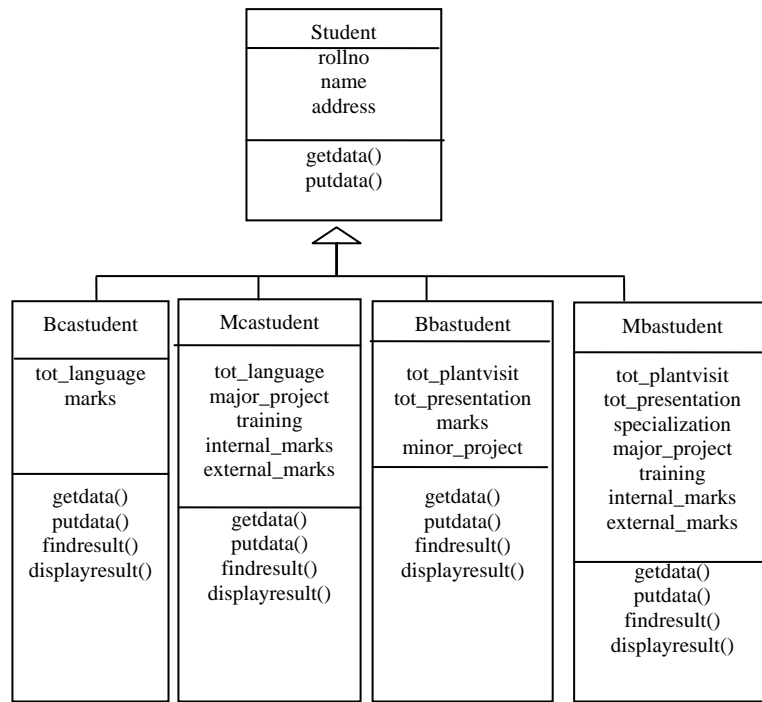 Student
rollno
name
address
getdata()
putdata()
Bcastudent
tot_language
marks
getdata()
putdata()
findresult()
displayresult()
Mcastudent
tot_language
major_project
training
internal_marks
external_marks
getdata()
putdata()
findresult()
displayresult()
Bbastudent
tot_plantvisit
tot_presentation
marks
minor_project
getdata()
putdata()
findresult()
displayresult()
Mbastudent
tot_plantvisit
tot_presentation
specialization
major_project
training
internal_marks
external_marks
getdata()
putdata()
findresult()
displayresult()